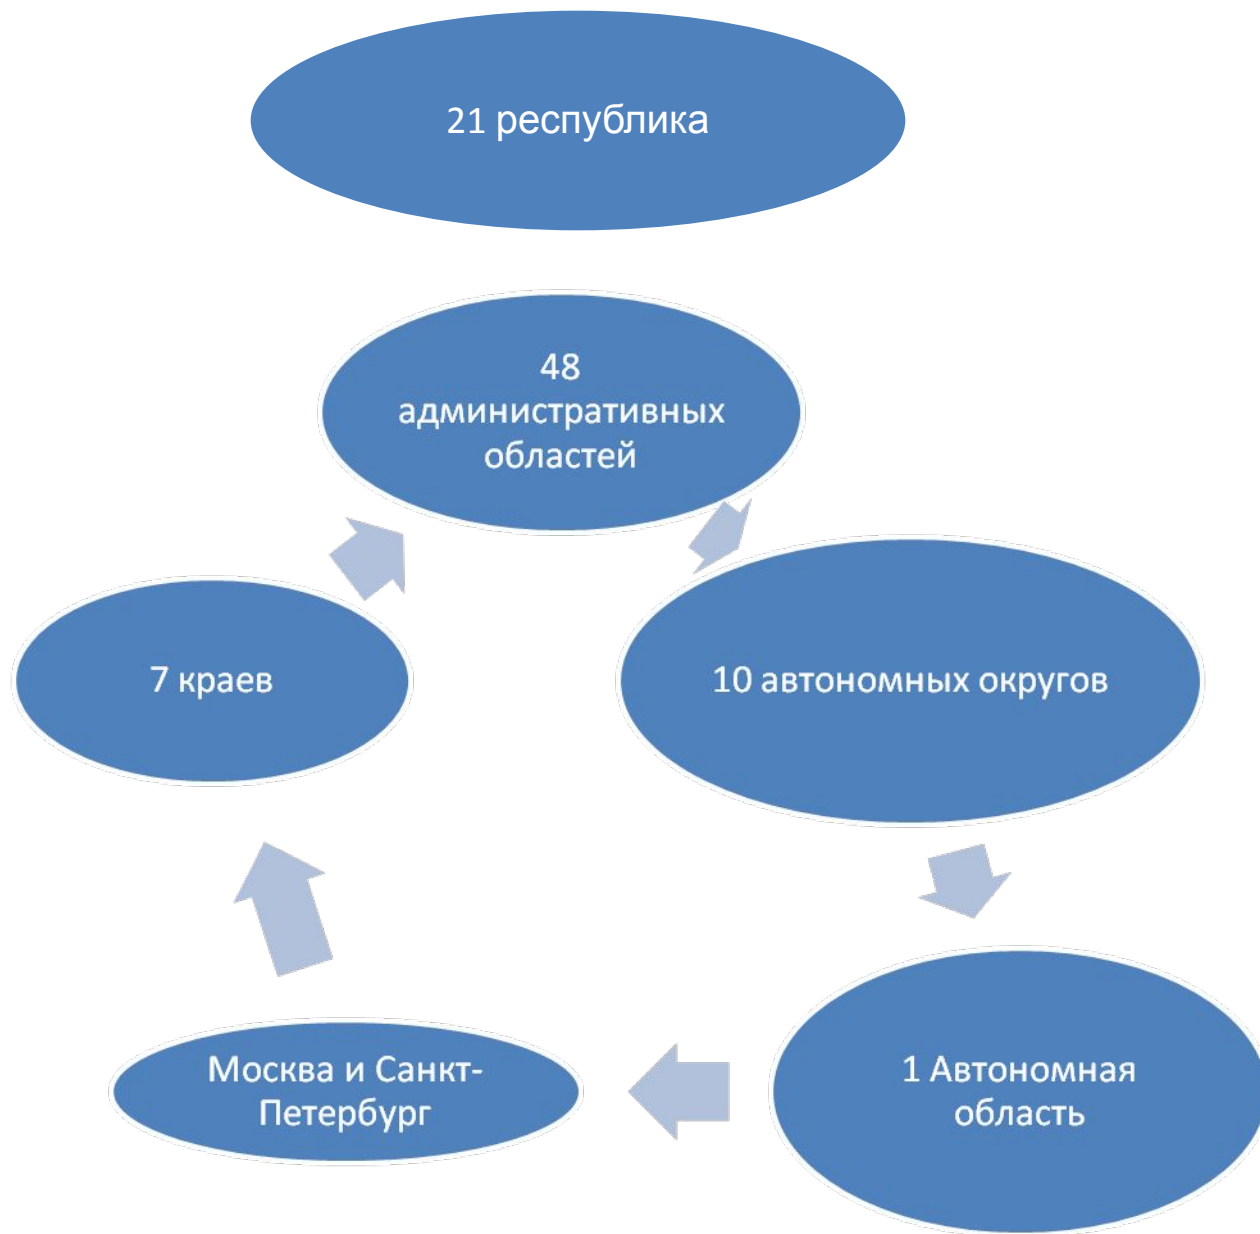 21 республика
48
административных
областей
7 краев
10 автономных округов
Москва и Санкт-
Петербург
1 Автономная
область